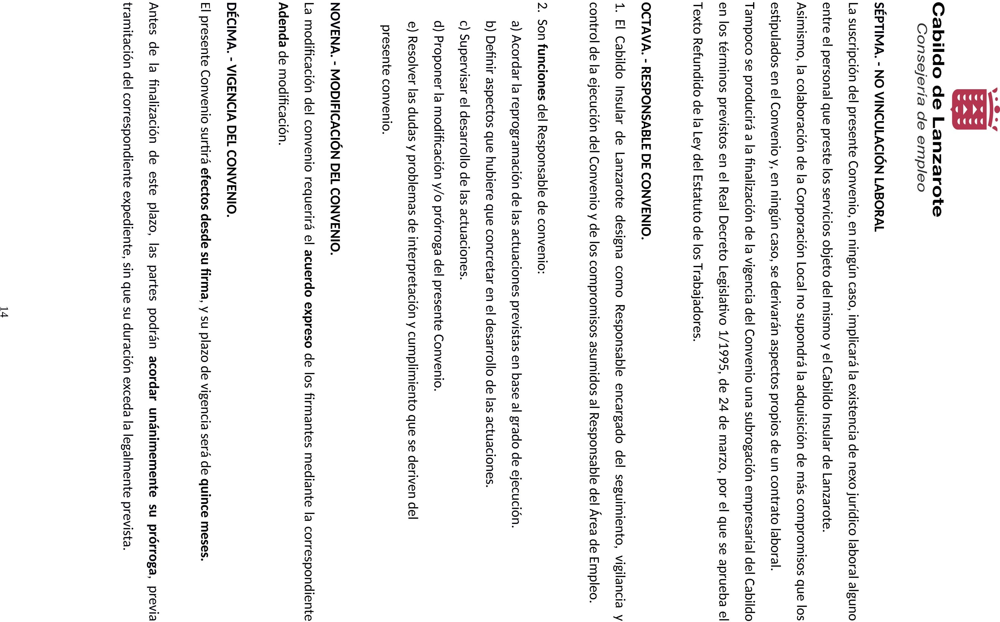 Cabildo de Lanzarote
Consejería de empleo
SÉPTIMA. - NO VINCULACIÓN LABORAL
La suscripción del presente Convenio, en ningún caso, implicará la existencia de nexo jurídico laboral alguno
entre el personal que preste los servicios objeto del mismo y el Cabildo Insular de Lanzarote.
Asimismo, la colaboración de la Corporación Local no supondrá la adquisición de más compromisos que los
estipulados en el Convenio y, en ningún caso, se derivarán aspectos propios de un contrato laboral.
Tampoco se producirá a la finalización de la vigencia del Convenio una subrogación empresarial del Cabildo
en los términos previstos en el Real Decreto Legislativo 1/1995, de 24 de marzo, por el que se aprueba el
Texto Refundido de la Ley del Estatuto de los Trabajadores.
OCTAVA. - RESPONSABLE DE CONVENIO.
1. El Cabildo Insular de Lanzarote designa como Responsable encargado del seguimiento, vigilancia y
control de la ejecución del Convenio y de los compromisos asumidos al Responsable del Área de Empleo.
2. Son funciones del Responsable de convenio:
a) Acordar la reprogramación de las actuaciones previstas en base al grado de ejecución.
b) Definir aspectos que hubiere que concretar en el desarrollo de las actuaciones.
c) Supervisar el desarrollo de las actuaciones.
d) Proponer la modificación y/o prórroga del presente Convenio.
e) Resolver las dudas y problemas de interpretación y cumplimiento que se deriven del
presente convenio.
NOVENA. - MODIFICACIÓN DEL CONVENIO.
La modificación del convenio requerirá el acuerdo expreso de los firmantes mediante la correspondiente
Adenda de modificación.
DÉCIMA. - VIGENCIA DEL CONVENIO.
El presente Convenio surtirá efectos desde su firma, y su plazo de vigencia será de quince meses.
Antes de la finalización de este plazo, las partes podrán acordar unánimemente su prórroga, previa
tramitación del correspondiente expediente, sin que su duración exceda la legalmente prevista.
14